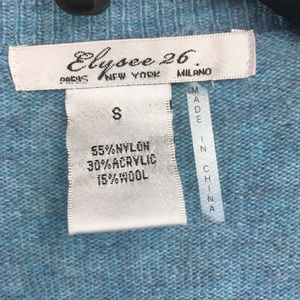 Elysee 26.
PARIS NEW YORK MILANO
S
55%NYLON
30%ACRYLIC
15%WOOL
MADE IN CHINA